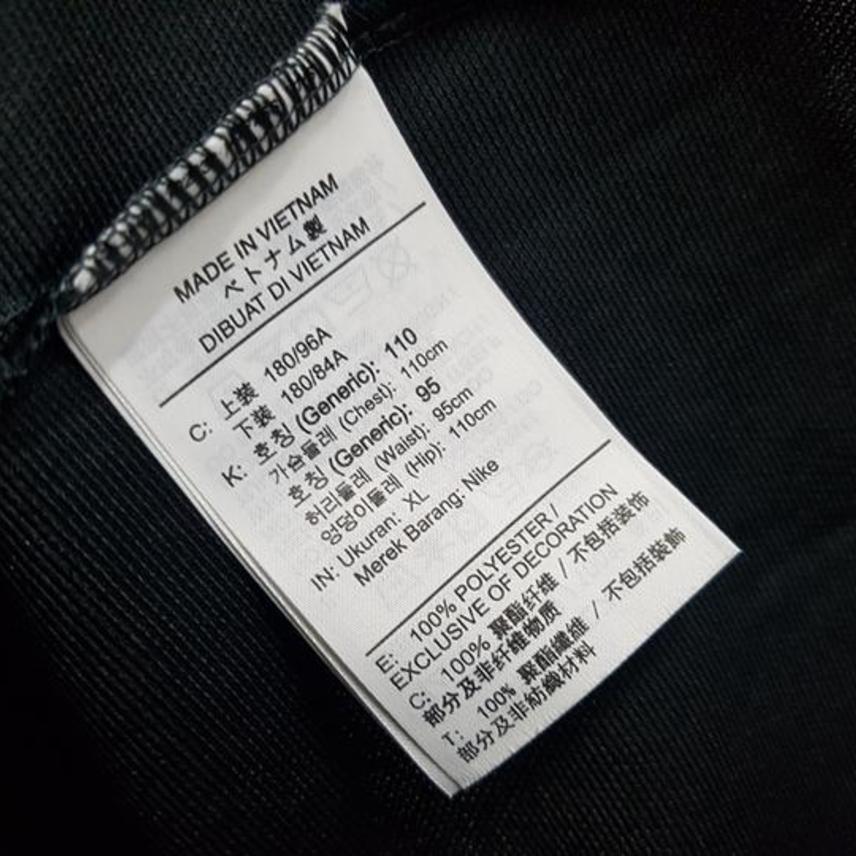 MADE IN VIETNAM
ベトナム製
DIBUAT DI VIETNAM
C: 上装 180/96A
下装 180/84A
K: 호칭 (Generic): 110
가슴둘레 (Chest): 110cm
호칭 (Generic): 95
허리둘레 (Waist): 95cm
엉덩이둘레 (Hip): 110cm
IN: Ukuran: XL
Merek Barang: Nike
E: 100% POLYESTER /
EXCLUSIVE OF DECORATION
C: 100% 聚酯纤维 / 不包括装饰
部分及非纤维物质
T: 100% 聚酯纖維 / 不包括裝飾
部分及非紡織材料